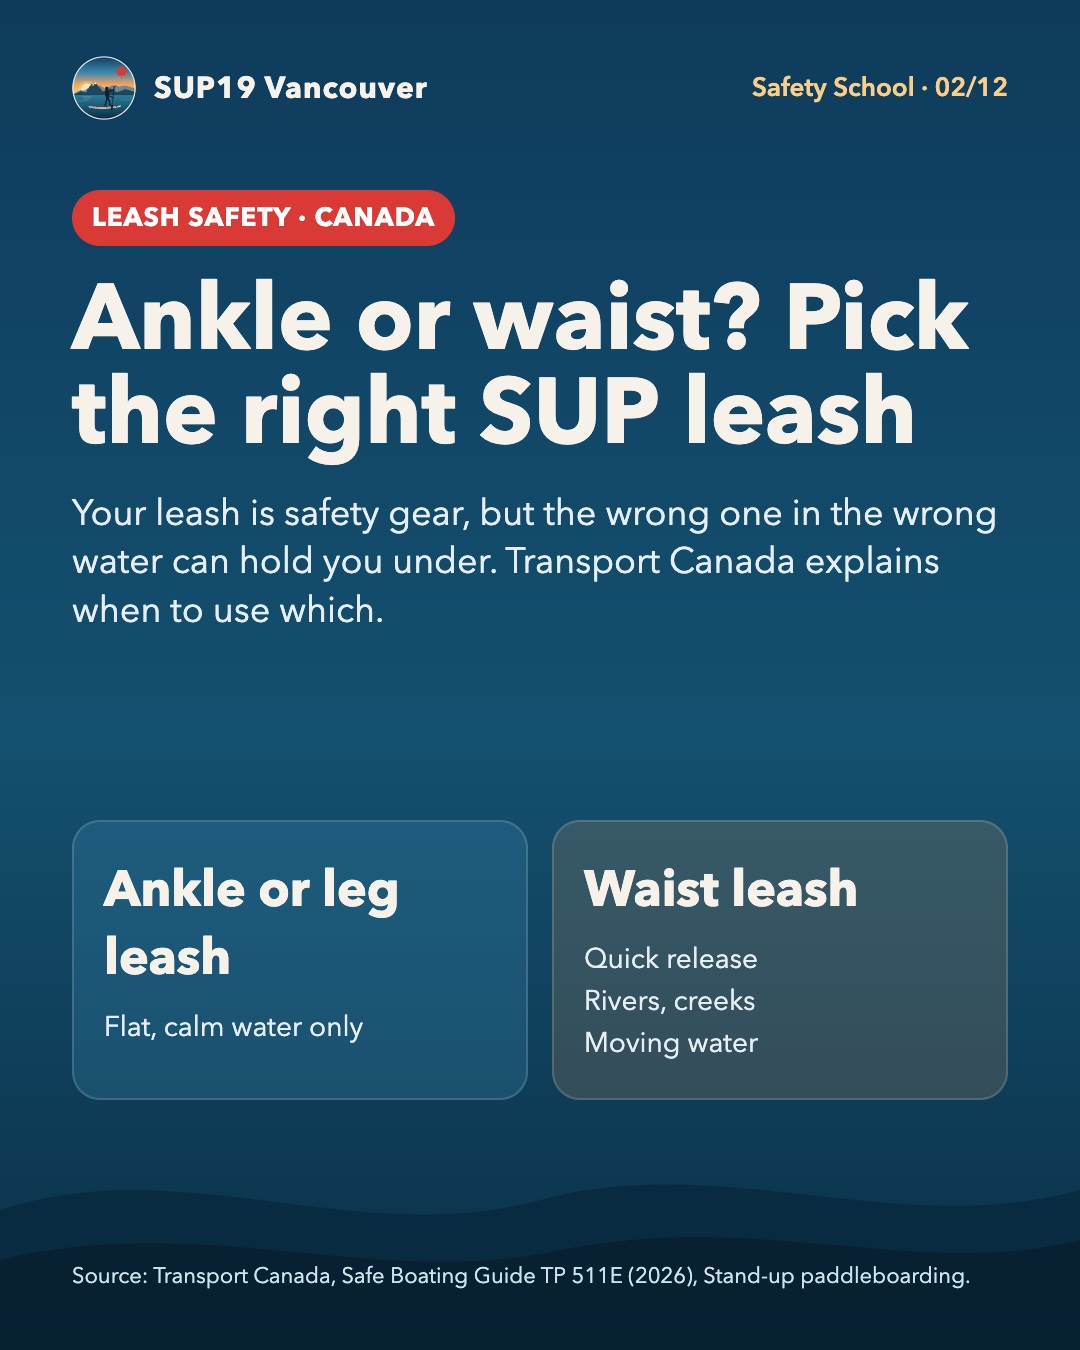 SUP19 Vancouver
Safety School · 02/12
LEASH SAFETY · CANADA
Ankle or waist? Pick
the right SUP leash
Your leash is safety gear, but the wrong one in the wrong
water can hold you under. Transport Canada explains
when to use which.
Ankle or leg
leash
Flat, calm water only
Waist leash
Quick release
Rivers, creeks
Moving water
Source: Transport Canada, Safe Boating Guide TP 511E (2026), Stand-up paddleboarding.